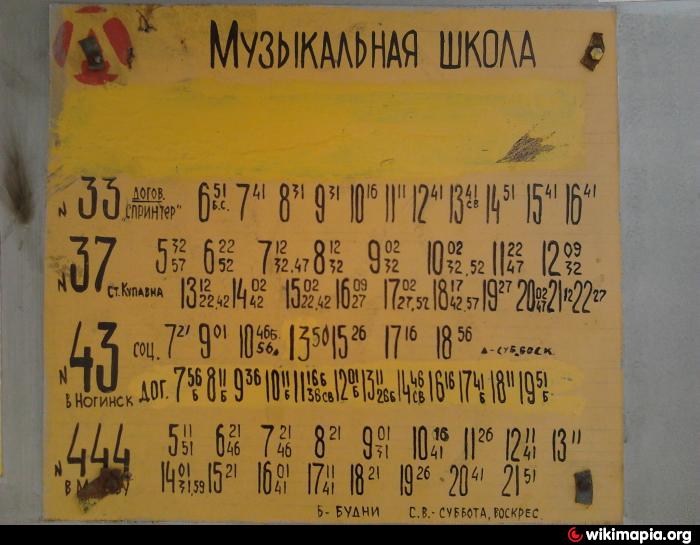 Музыкальная школа
N 33 догов. „Спринтер" 6 51 б.с. 7 41 8 31 9 31 10 16 11 11 12 41 13 41 св 14 51 15 41 16 41
N 37 ст. Купавна 5 32 57 6 22 52 7 12 32,47 8 12 32 9 02 32 10 02 32,52 11 22 47 12 09 32
13 12 22,42 14 02 42 15 02 22,42 16 09 27 17 02 27,52 18 17 42,57 19 27 20 02 47 21 12 22 27
N 43 в Ногинск соц. 7 21 9 01 10 46б. 56▲ 13 50 15 26 17 16 18 56 ▲-суб.,воск.
дог. 7 56 б 8 11 б 9 36 10 11 б 11 16б 36св 12 01 б 13 11 26б 14 46 св 16 16 17 41 б 18 11 19 51 б
N 444 в 5 11 51 6 21 46 7 21 46 8 21 9 01 31 10 16 41 11 26 12 11 41 13 11
14 01 31,59 15 21 16 01 41 17 11 41 18 21 19 26 20 41 21 51
Б- будни С.В.- суббота, воскрес.
wikimapia.org